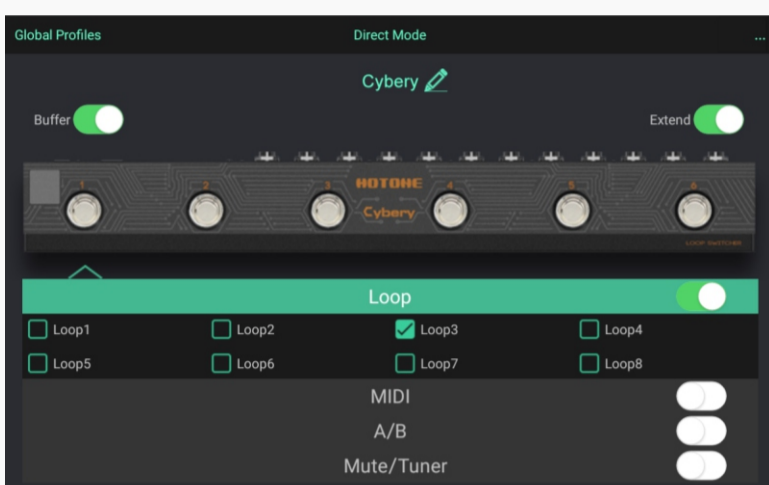 Global Profiles Direct Mode ...
Cybery
Buffer Extend
1 2 3 HOTONE 4 5 6
Cybery
LOOP SWITCHER
Loop
Loop1 Loop2 Loop3 Loop4
Loop5 Loop6 Loop7 Loop8
MIDI
A/B
Mute/Tuner